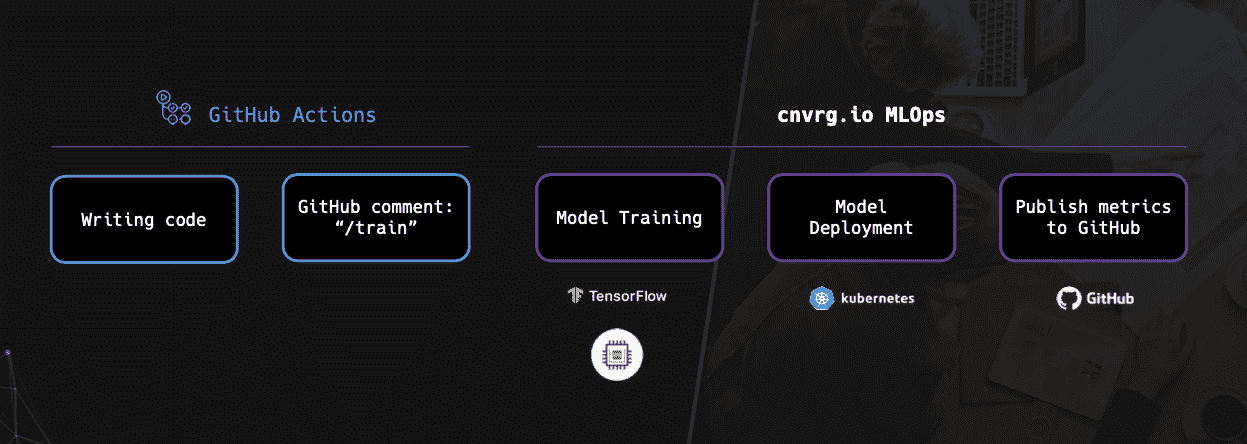 GitHub Actions
cnvrg.io MLOps
Writing code
GitHub comment:
“/train”
Model Training
Model
Deployment
Publish metrics
to GitHub
TensorFlow
kubernetes
GitHub